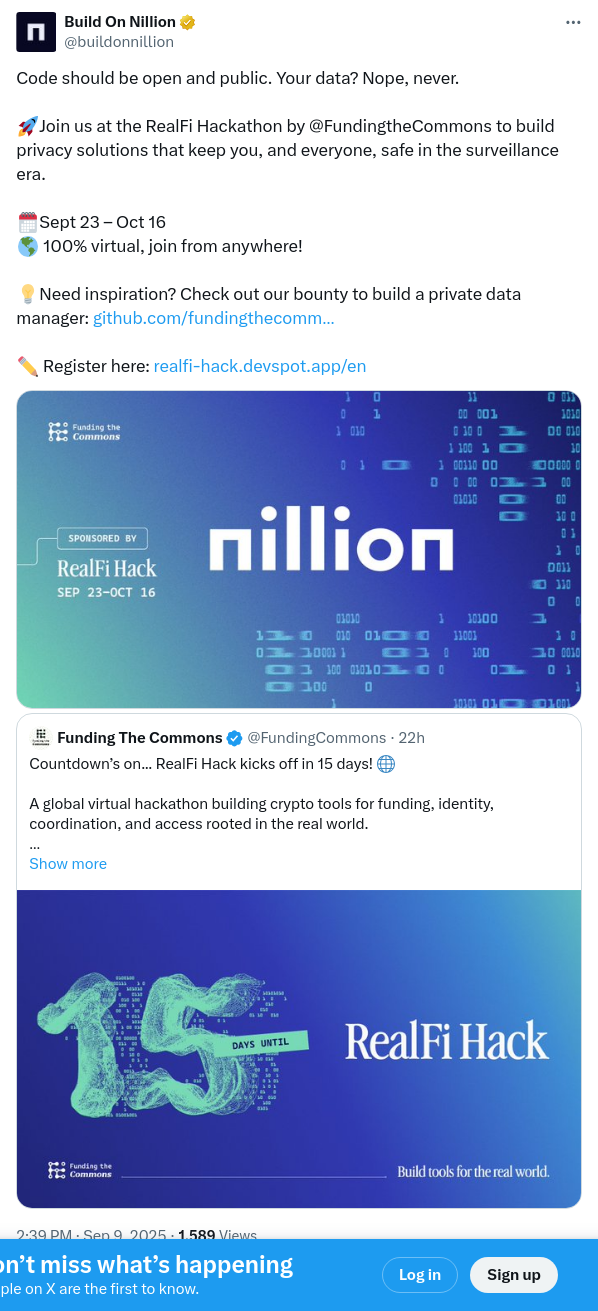 Build On Nillion
@buildonnillion
Code should be open and public. Your data? Nope, never.
🚀Join us at the RealFi Hackathon by @FundingtheCommons to build
privacy solutions that keep you, and everyone, safe in the surveillance
era.
🗓️Sept 23 – Oct 16
🌎 100% virtual, join from anywhere!
💡Need inspiration? Check out our bounty to build a private data
manager: github.com/fundingthecomm…
✏️ Register here: realfi-hack.devspot.app/en
Funding the
Commons
SPONSORED BY
RealFi Hack
SEP 23–OCT 16
nillion
Funding The Commons @FundingCommons · 22h
Countdown’s on... RealFi Hack kicks off in 15 days! 🌐
A global virtual hackathon building crypto tools for funding, identity,
coordination, and access rooted in the real world.
...
Show more
15
DAYS UNTIL
RealFi Hack
Funding the
Commons
Build tools for the real world.
2:39 PM · Sep 9, 2025 · 1,589 Views
on’t miss what’s happening
ple on X are the first to know.
Log in
Sign up